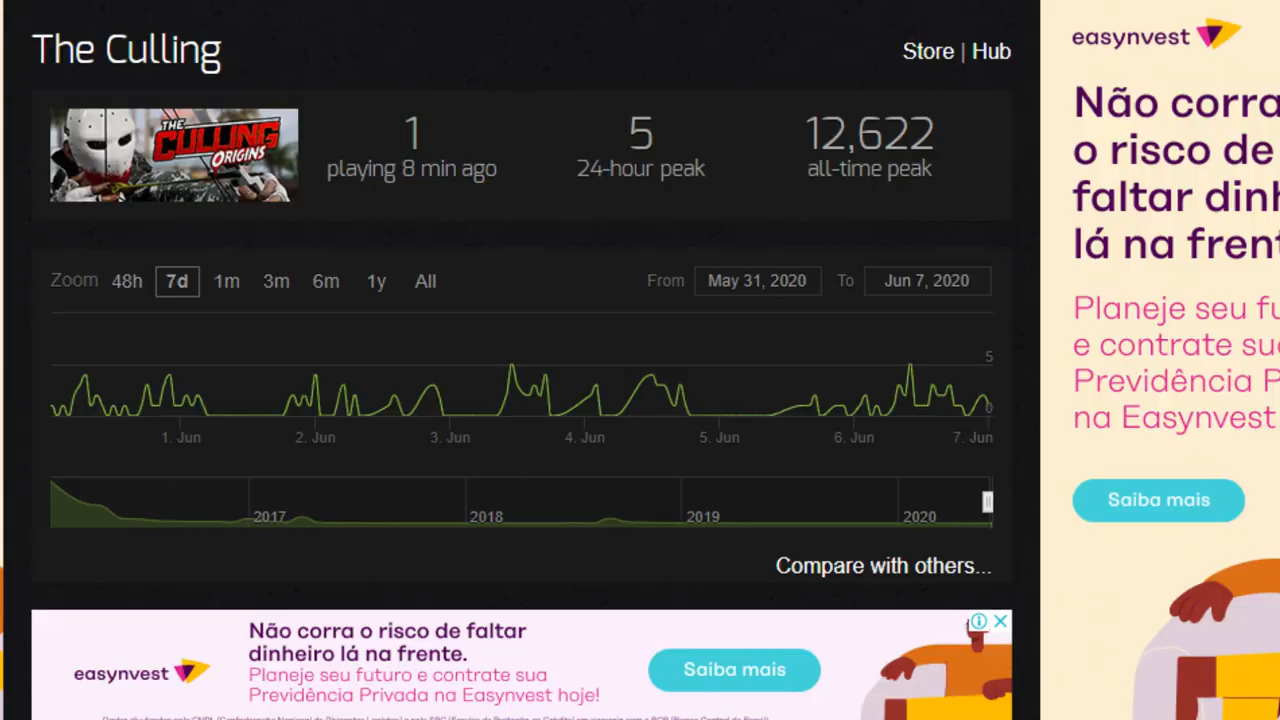 The Culling
Store | Hub
THE
CULLING
ORIGINS
1
playing 8 min ago
5
24-hour peak
12,622
all-time peak
Zoom 48h 7d 1m 3m 6m 1y All
From May 31, 2020 To Jun 7, 2020
5
0
1. Jun 2. Jun 3. Jun 4. Jun 5. Jun 6. Jun 7. Jun
2017 2018 2019 2020
Compare with others...
easynvest
Não corra o risco de faltar
dinheiro lá na frente.
Planeje seu futuro e contrate sua
Previdência Privada na Easynvest hoje!
Saiba mais
easynvest
Não corra
o risco de
faltar dinh
lá na frent
Planeje seu fu
e contrate sua
Previdência P
na Easynvest
Saiba mais